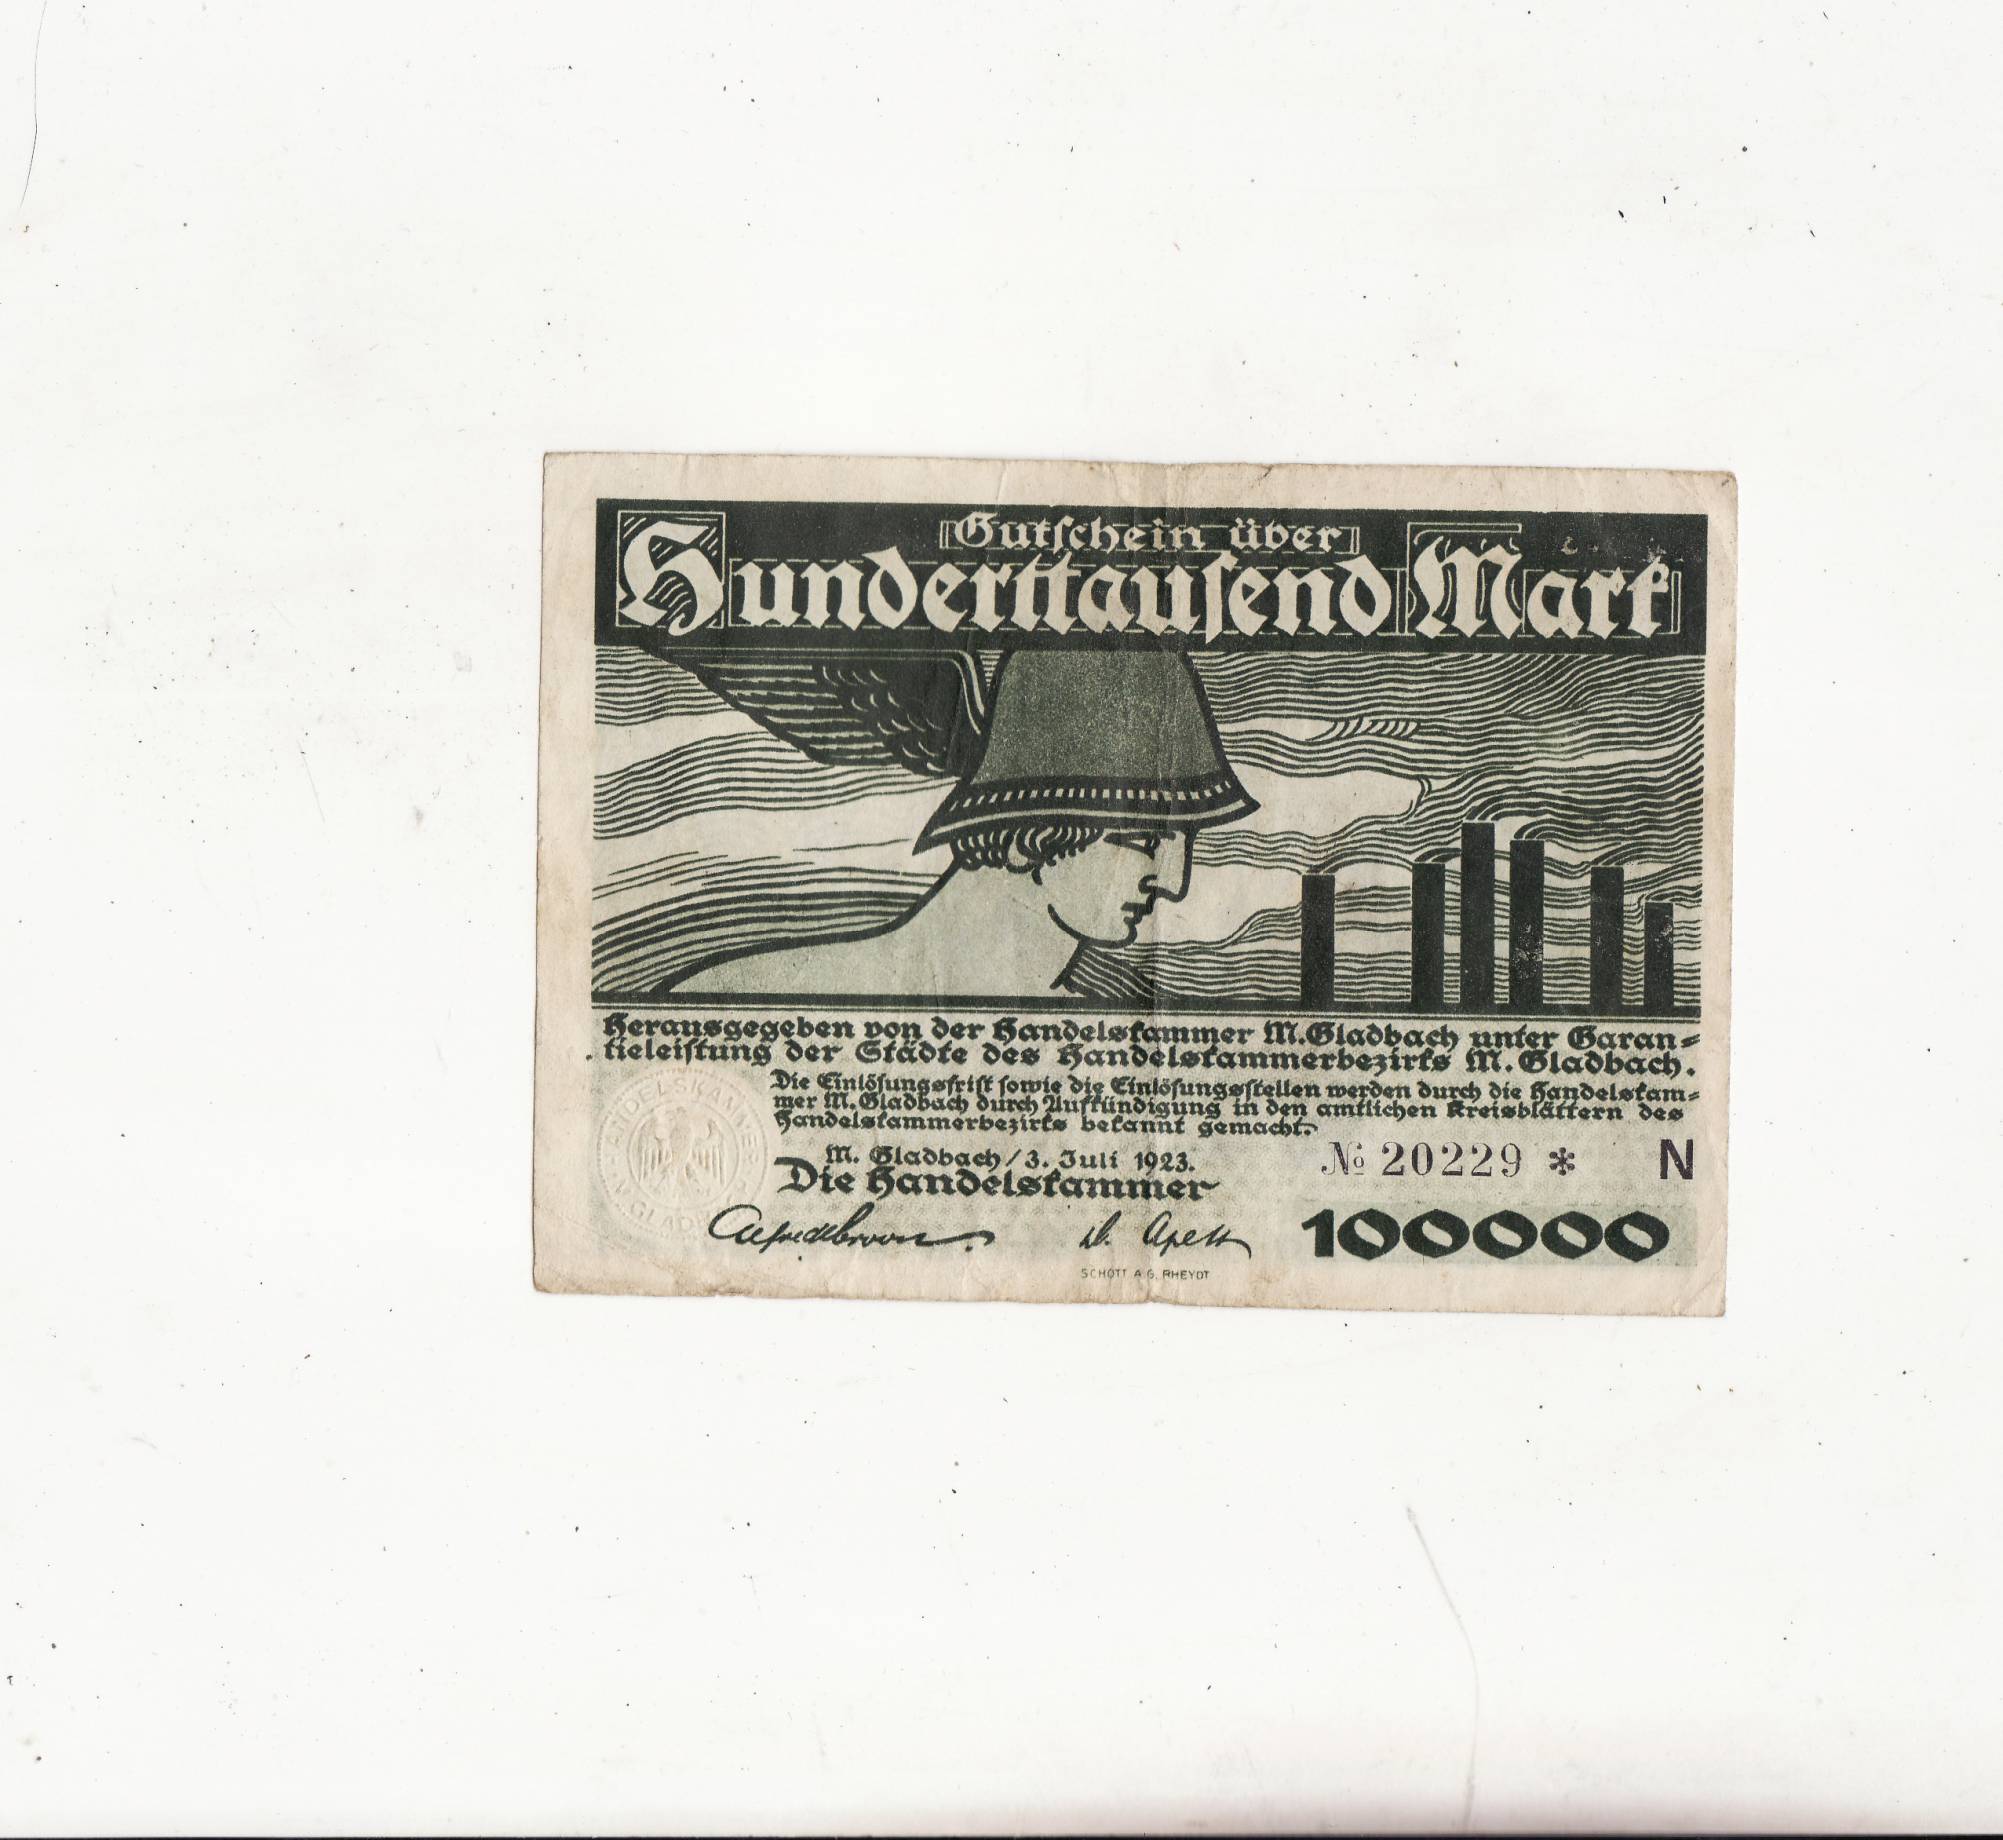 Gutschein über
Hunderttausend Mark
Herausgegeben von der Handelskammer M.Gladbach unter Garan=
tieleistung der Städte des Handelskammerbezirks M. Gladbach.
Die Einlösungsfrist sowie die Einlösungsstellen werden durch die Handelskam=
mer M. Gladbach durch Aufkündigung in den amtlichen Kreisblättern des
Handelskammerbezirks bekannt gemacht.
HANDELSKAMMER
M. Gladbach / 3. Juli 1923.
№ 20229 * N
Die Handelskammer
100000
SCHOTT A.G. RHEYDT